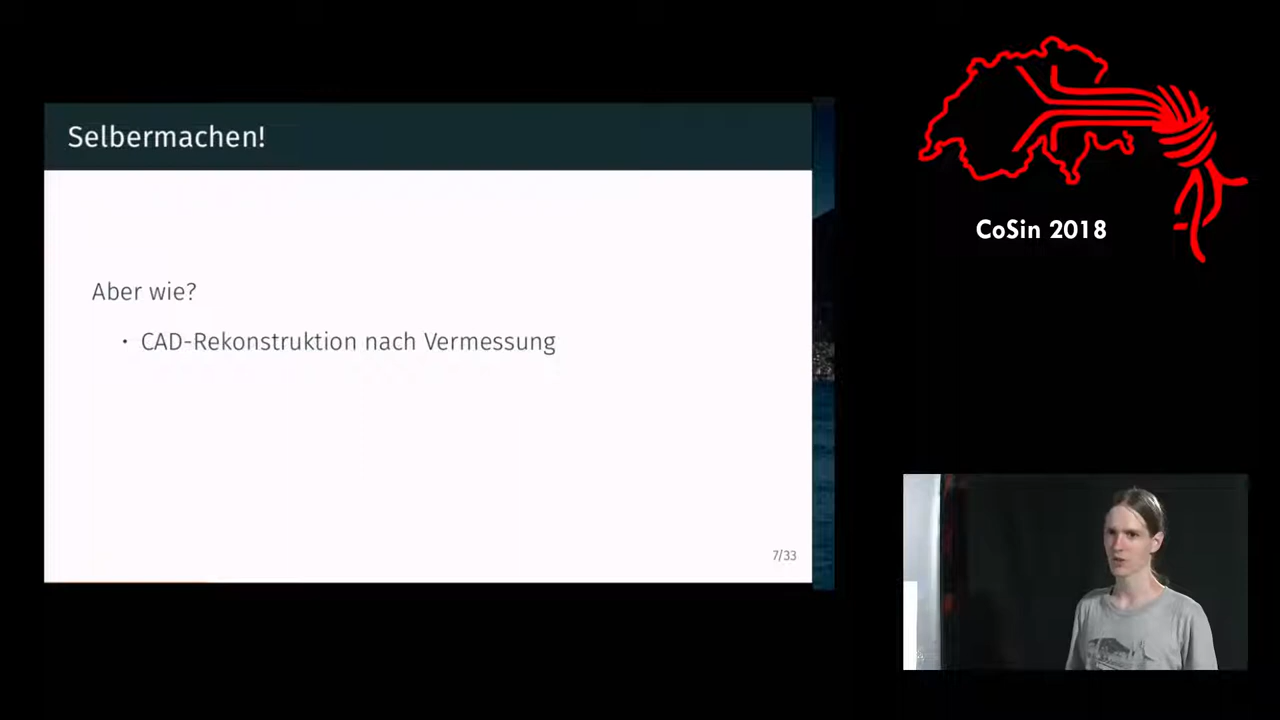 Selbermachen!
Aber wie?
• CAD-Rekonstruktion nach Vermessung
7/33
CoSin 2018